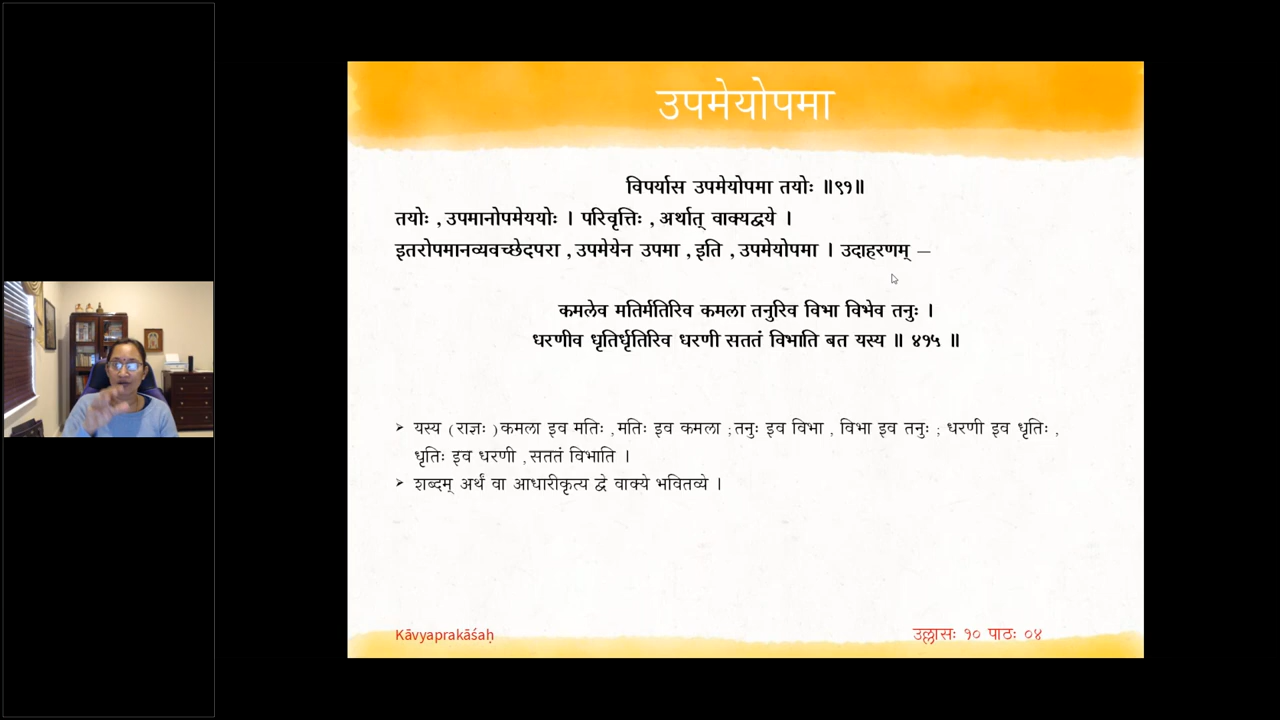 उपमेयोपमा
विपर्यास उपमेयोपमा तयोः ॥९१॥
तयोः , उपमानोपमेययोः । परिवृत्तिः , अर्थात् वाक्यद्वये ।
इतरोपमानव्यवच्छेदपरा , उपमेयेन उपमा , इति , उपमेयोपमा । उदाहरणम् —
कमलेव मतिर्मतिरिव कमला तनुरिव विभा विभेव तनुः ।
धरणीव धृतिर्धृतिरिव धरणी सततं विभाति बत यस्य ॥ ४१५ ॥
➢ यस्य ( राज्ञः ) कमला इव मतिः , मतिः इव कमला ; तनुः इव विभा , विभा इव तनुः ; धरणी इव धृतिः ,
धृतिः इव धरणी , सततं विभाति ।
➢ शब्दम् अर्थं वा आधारीकृत्य द्वे वाक्ये भवितव्ये ।
Kāvyaprakāśaḥ उल्लासः १० पाठः ०४